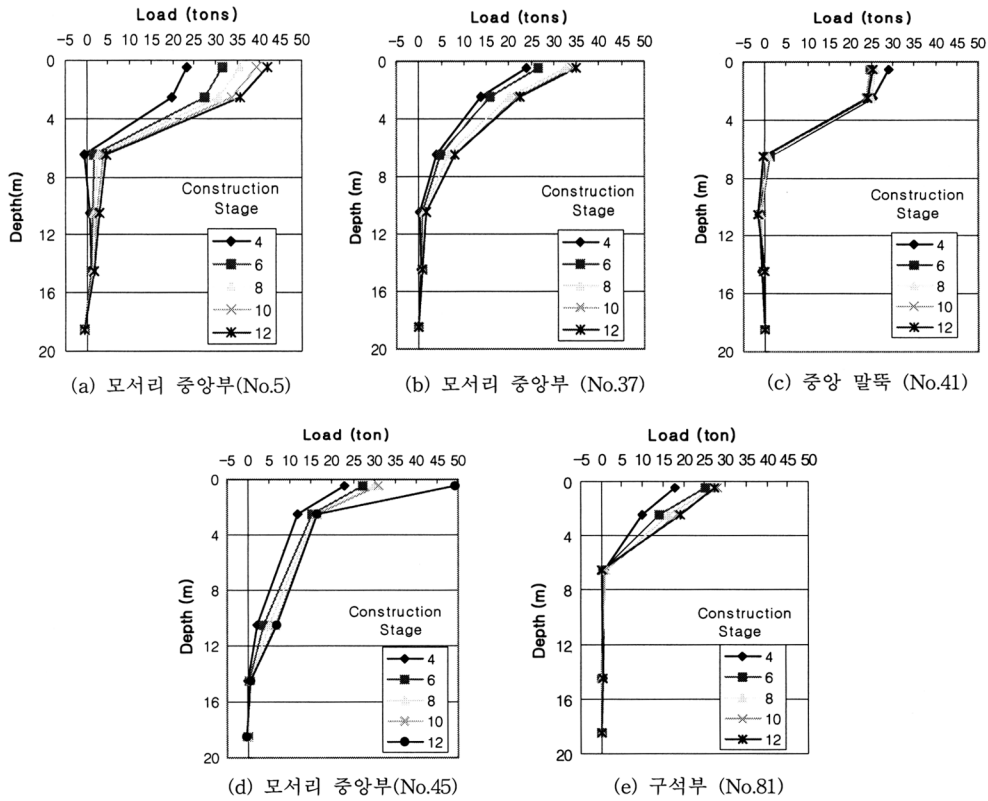 Load (tons)
-5 0 5 10 15 20 25 30 35 40 45 50
0
4
8
12
16
20
Depth(m)
Construction
Stage
4
6
8
10
12
(a) 모서리 중앙부(No.5)
Load (tons)
-5 0 5 10 15 20 25 30 35 40 45 50
0
4
8
12
16
20
Depth (m)
Construction
Stage
4
6
8
10
12
(b) 모서리 중앙부 (No.37)
Load (tons)
-5 0 5 10 15 20 25 30 35 40 45 50
0
4
8
12
16
20
Depth (m)
Construction
Stage
4
6
8
10
12
(c) 중앙 말뚝 (No.41)
Load (ton)
-5 0 5 10 15 20 25 30 35 40 45 50
0
4
8
12
16
20
Depth (m)
Construction
Stage
4
6
8
10
12
(d) 모서리 중앙부(No.45)
Load (ton)
-5 0 5 10 15 20 25 30 35 40 45 50
0
4
8
12
16
20
Depth (m)
Construction
Stage
4
6
8
10
12
(e) 구석부 (No.81)